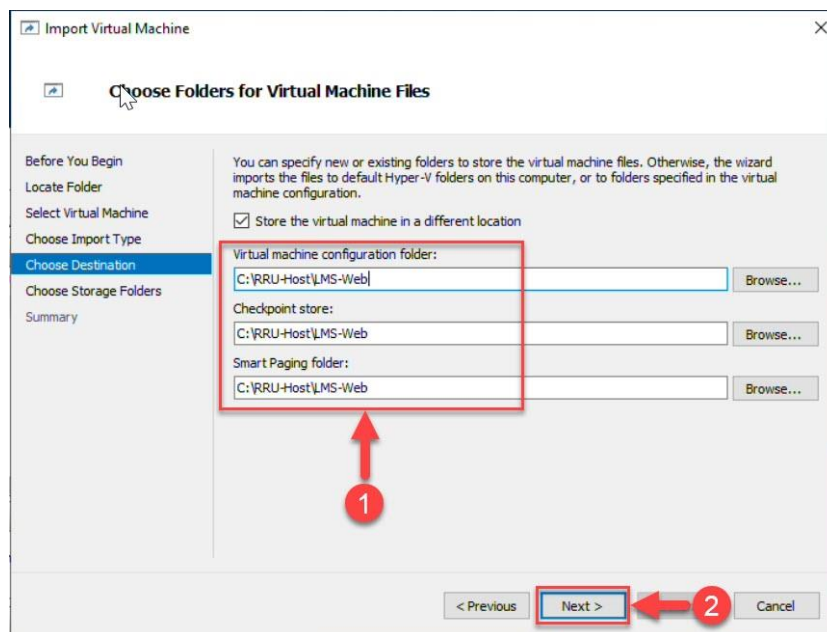 Import Virtual Machine
Choose Folders for Virtual Machine Files
Before You Begin
Locate Folder
Select Virtual Machine
Choose Import Type
Choose Destination
Choose Storage Folders
Summary
You can specify new or existing folders to store the virtual machine files. Otherwise, the wizard
imports the files to default Hyper-V folders on this computer, or to folders specified in the virtual
machine configuration.
Store the virtual machine in a different location
Virtual machine configuration folder:
C:\RRU-Host\LMS-Web
Browse...
Checkpoint store:
C:\RRU-Host\LMS-Web
Browse...
Smart Paging folder:
C:\RRU-Host\LMS-Web
Browse...
1
< Previous
Next >
2
Cancel